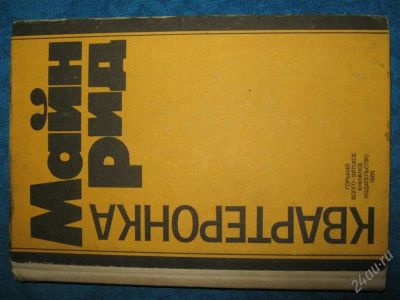 Майн
Рид
КВАРТЕРОНКА
ГОРЬКИЙ
ВОЛГО-ВЯТСКОЕ
КНИЖНОЕ
ИЗДАТЕЛЬСТВО
1985
24au.ru